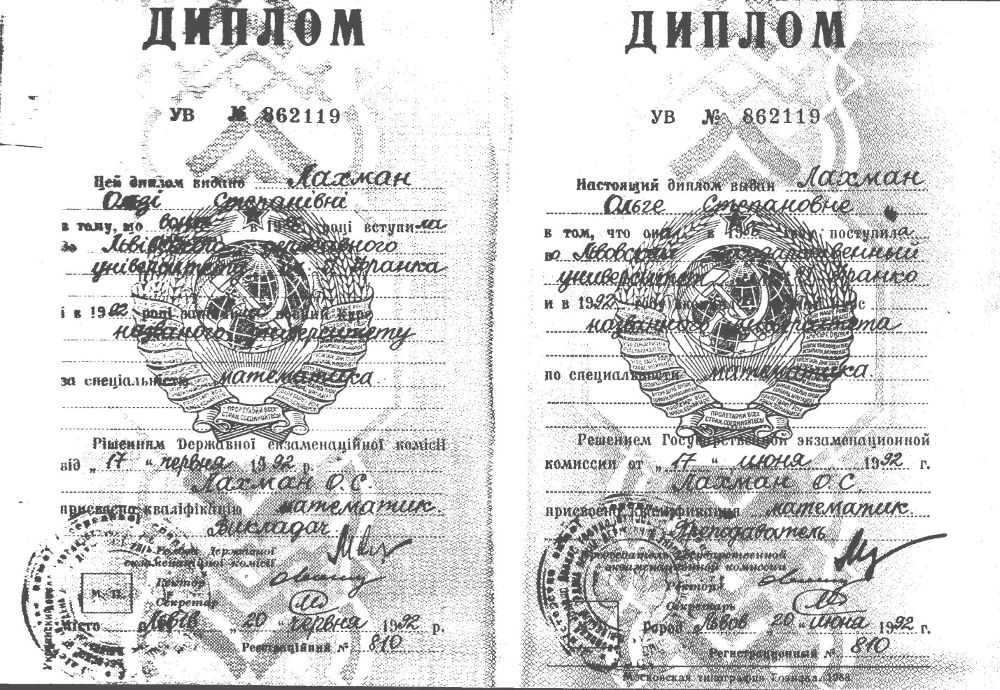 ДИПЛОМ
УВ № 862119
Цей диплом видано Лахман
Ользі Степанівні
в тому, що вона в 19 році вступила
до Львівського державного
університета ім. І Франка
і в 1992 році повний курс
названого університету
за спеціальністю математика.
ПРОЛЕТАРИИ ВСЕХ
СТРАН, СОЕДИНЯЙТЕСЬ!
Рішенням Державної екзаменаційної комісії
від „17“ червня 1992 р.
Лахман О.С.
присвоєно кваліфікацію математик.
Викладач
Голова Державної
екзаменаційної комісії
Ректор
М. П.
Секретар
місто Львів „20“ червня 1992 р.
Реєстраційний № 810
ДИПЛОМ
УВ № 862119
Настоящий диплом выдан Лахман
Ольге Степановне
в том, что она в 19 году поступила
во Львовский государственный
университет им. И Франко
и в 1992 году курс
названного университета
по специальности математика.
ПРОЛЕТАРИИ ВСЕХ
СТРАН, СОЕДИНЯЙТЕСЬ!
Решением Государственной экзаменационной
комиссии от „17“ июня 1992 г.
Лахман О.С.
присвоена квалификация математик.
Преподаватель
Председатель Государственной
экзаменационной комиссии
Ректор
Секретарь
Город Львов „20“ июня 1992 г.
Регистрационный № 810
Московская типография Гознака. 1988.